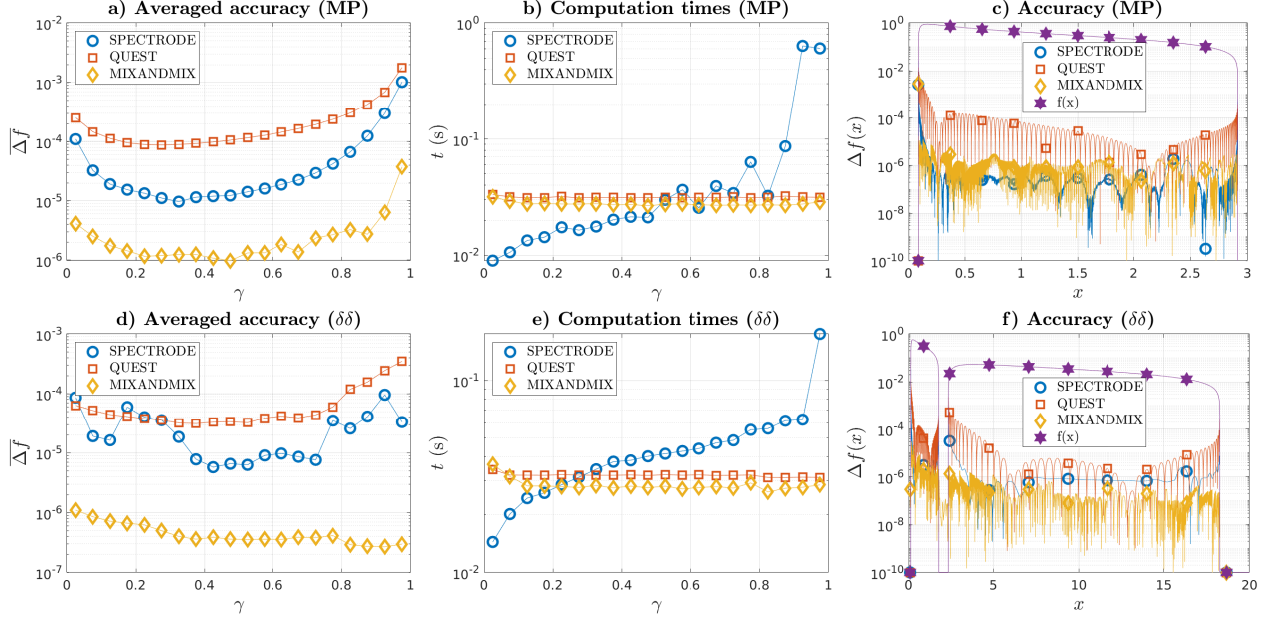 a) Averaged accuracy (MP)
10^-2
10^-3
10^-4
10^-5
10^-6
0 0.2 0.4 0.6 0.8 1
γ
\overline{Δf}
SPECTRODE
QUEST
MIXANDMIX
b) Computation times (MP)
10^0
10^-1
10^-2
0 0.2 0.4 0.6 0.8 1
γ
t (s)
SPECTRODE
QUEST
MIXANDMIX
c) Accuracy (MP)
10^0
10^-2
10^-4
10^-6
10^-8
10^-10
0 0.5 1 1.5 2 2.5 3
x
Δf(x)
SPECTRODE
QUEST
MIXANDMIX
f(x)
d) Averaged accuracy (δδ)
10^-3
10^-4
10^-5
10^-6
10^-7
0 0.2 0.4 0.6 0.8 1
γ
\overline{Δf}
SPECTRODE
QUEST
MIXANDMIX
e) Computation times (δδ)
10^-1
10^-2
0 0.2 0.4 0.6 0.8 1
γ
t (s)
SPECTRODE
QUEST
MIXANDMIX
f) Accuracy (δδ)
10^0
10^-2
10^-4
10^-6
10^-8
10^-10
0 5 10 15 20
x
Δf(x)
SPECTRODE
QUEST
MIXANDMIX
f(x)